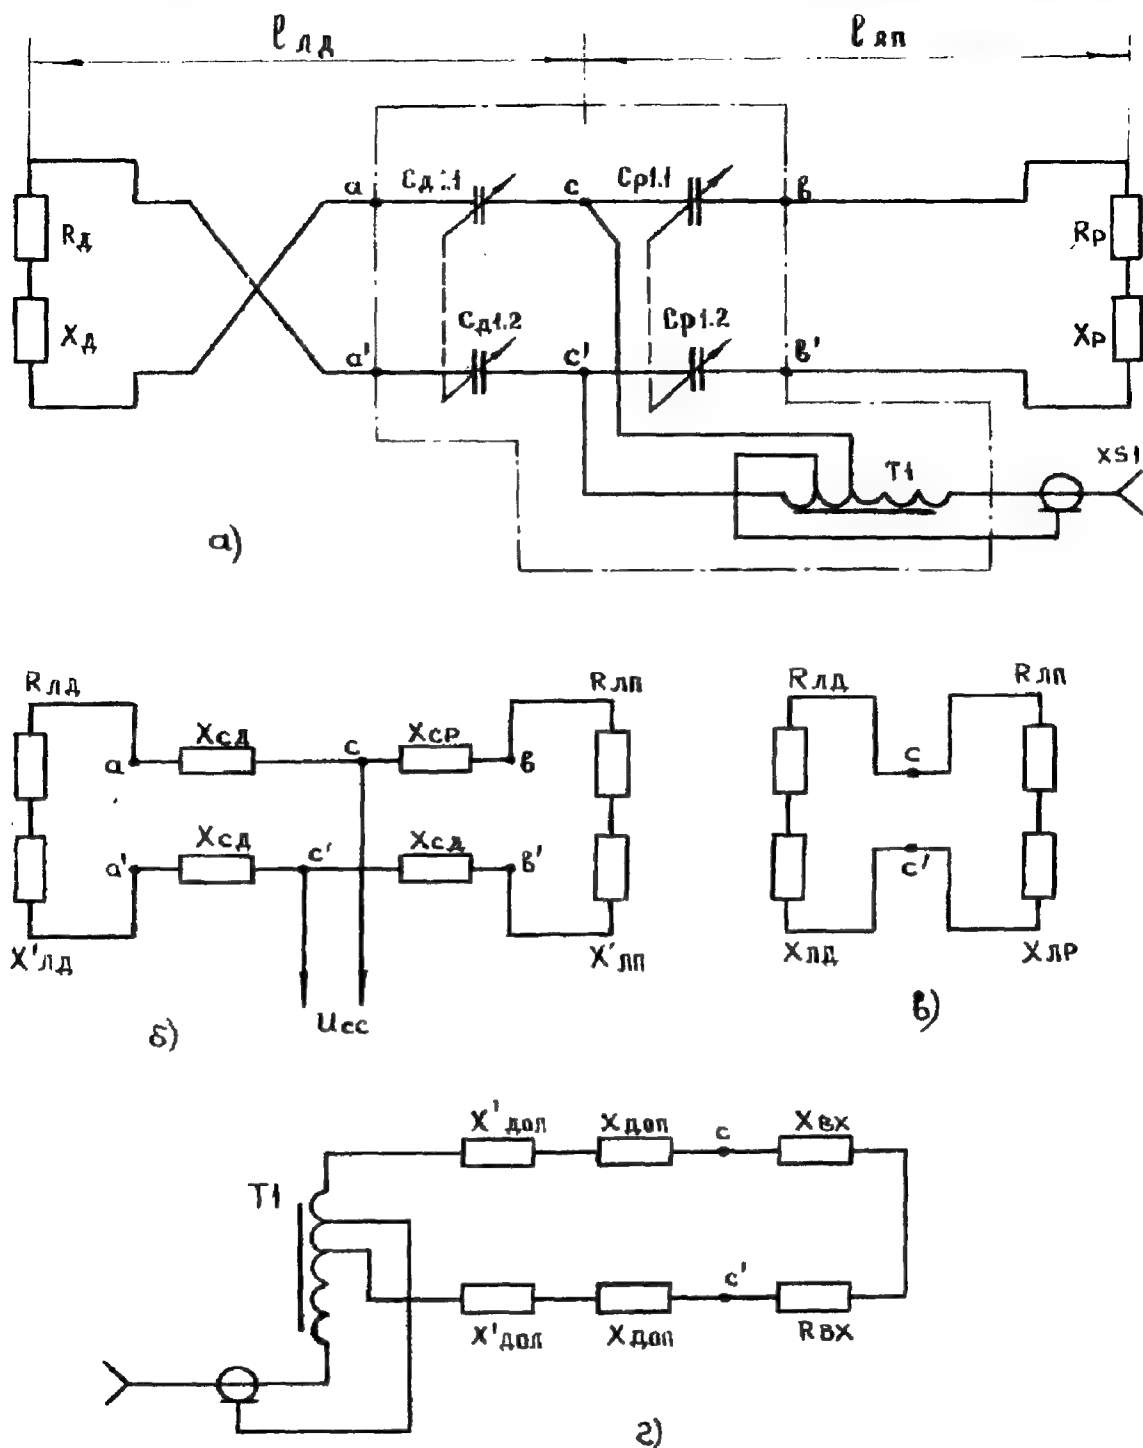 ℓлд ℓлп
Rд
Xд
a
Cд1.1
c
Cр1.1
в
Rр
Xр
a'
Cд1.2
c'
Cр1.2
в'
T1
XS1
а)
Rлд
Xсд
a
c
Xср
в
Rлп
a'
Xсд
c'
Xсд
в'
X'лд
X'лп
Uсс
б)
Rлд
Rлп
c
c'
Xлд
Xлр
в)
T1
X'доп
Xдоп
c
Xвх
X'доп
Xдоп
c'
Rвх
г)